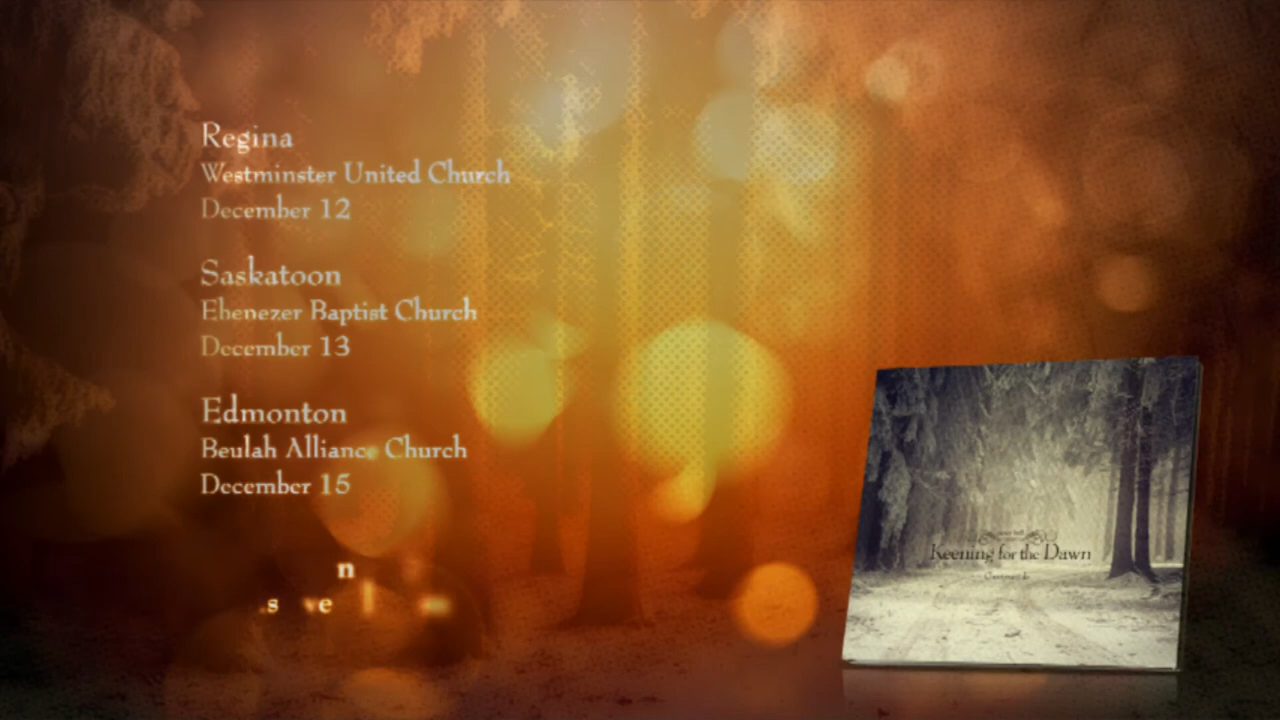 Regina
Westminster United Church
December 12
Saskatoon
Ebenezer Baptist Church
December 13
Edmonton
Beulah Alliance Church
December 15
Keening for the Dawn